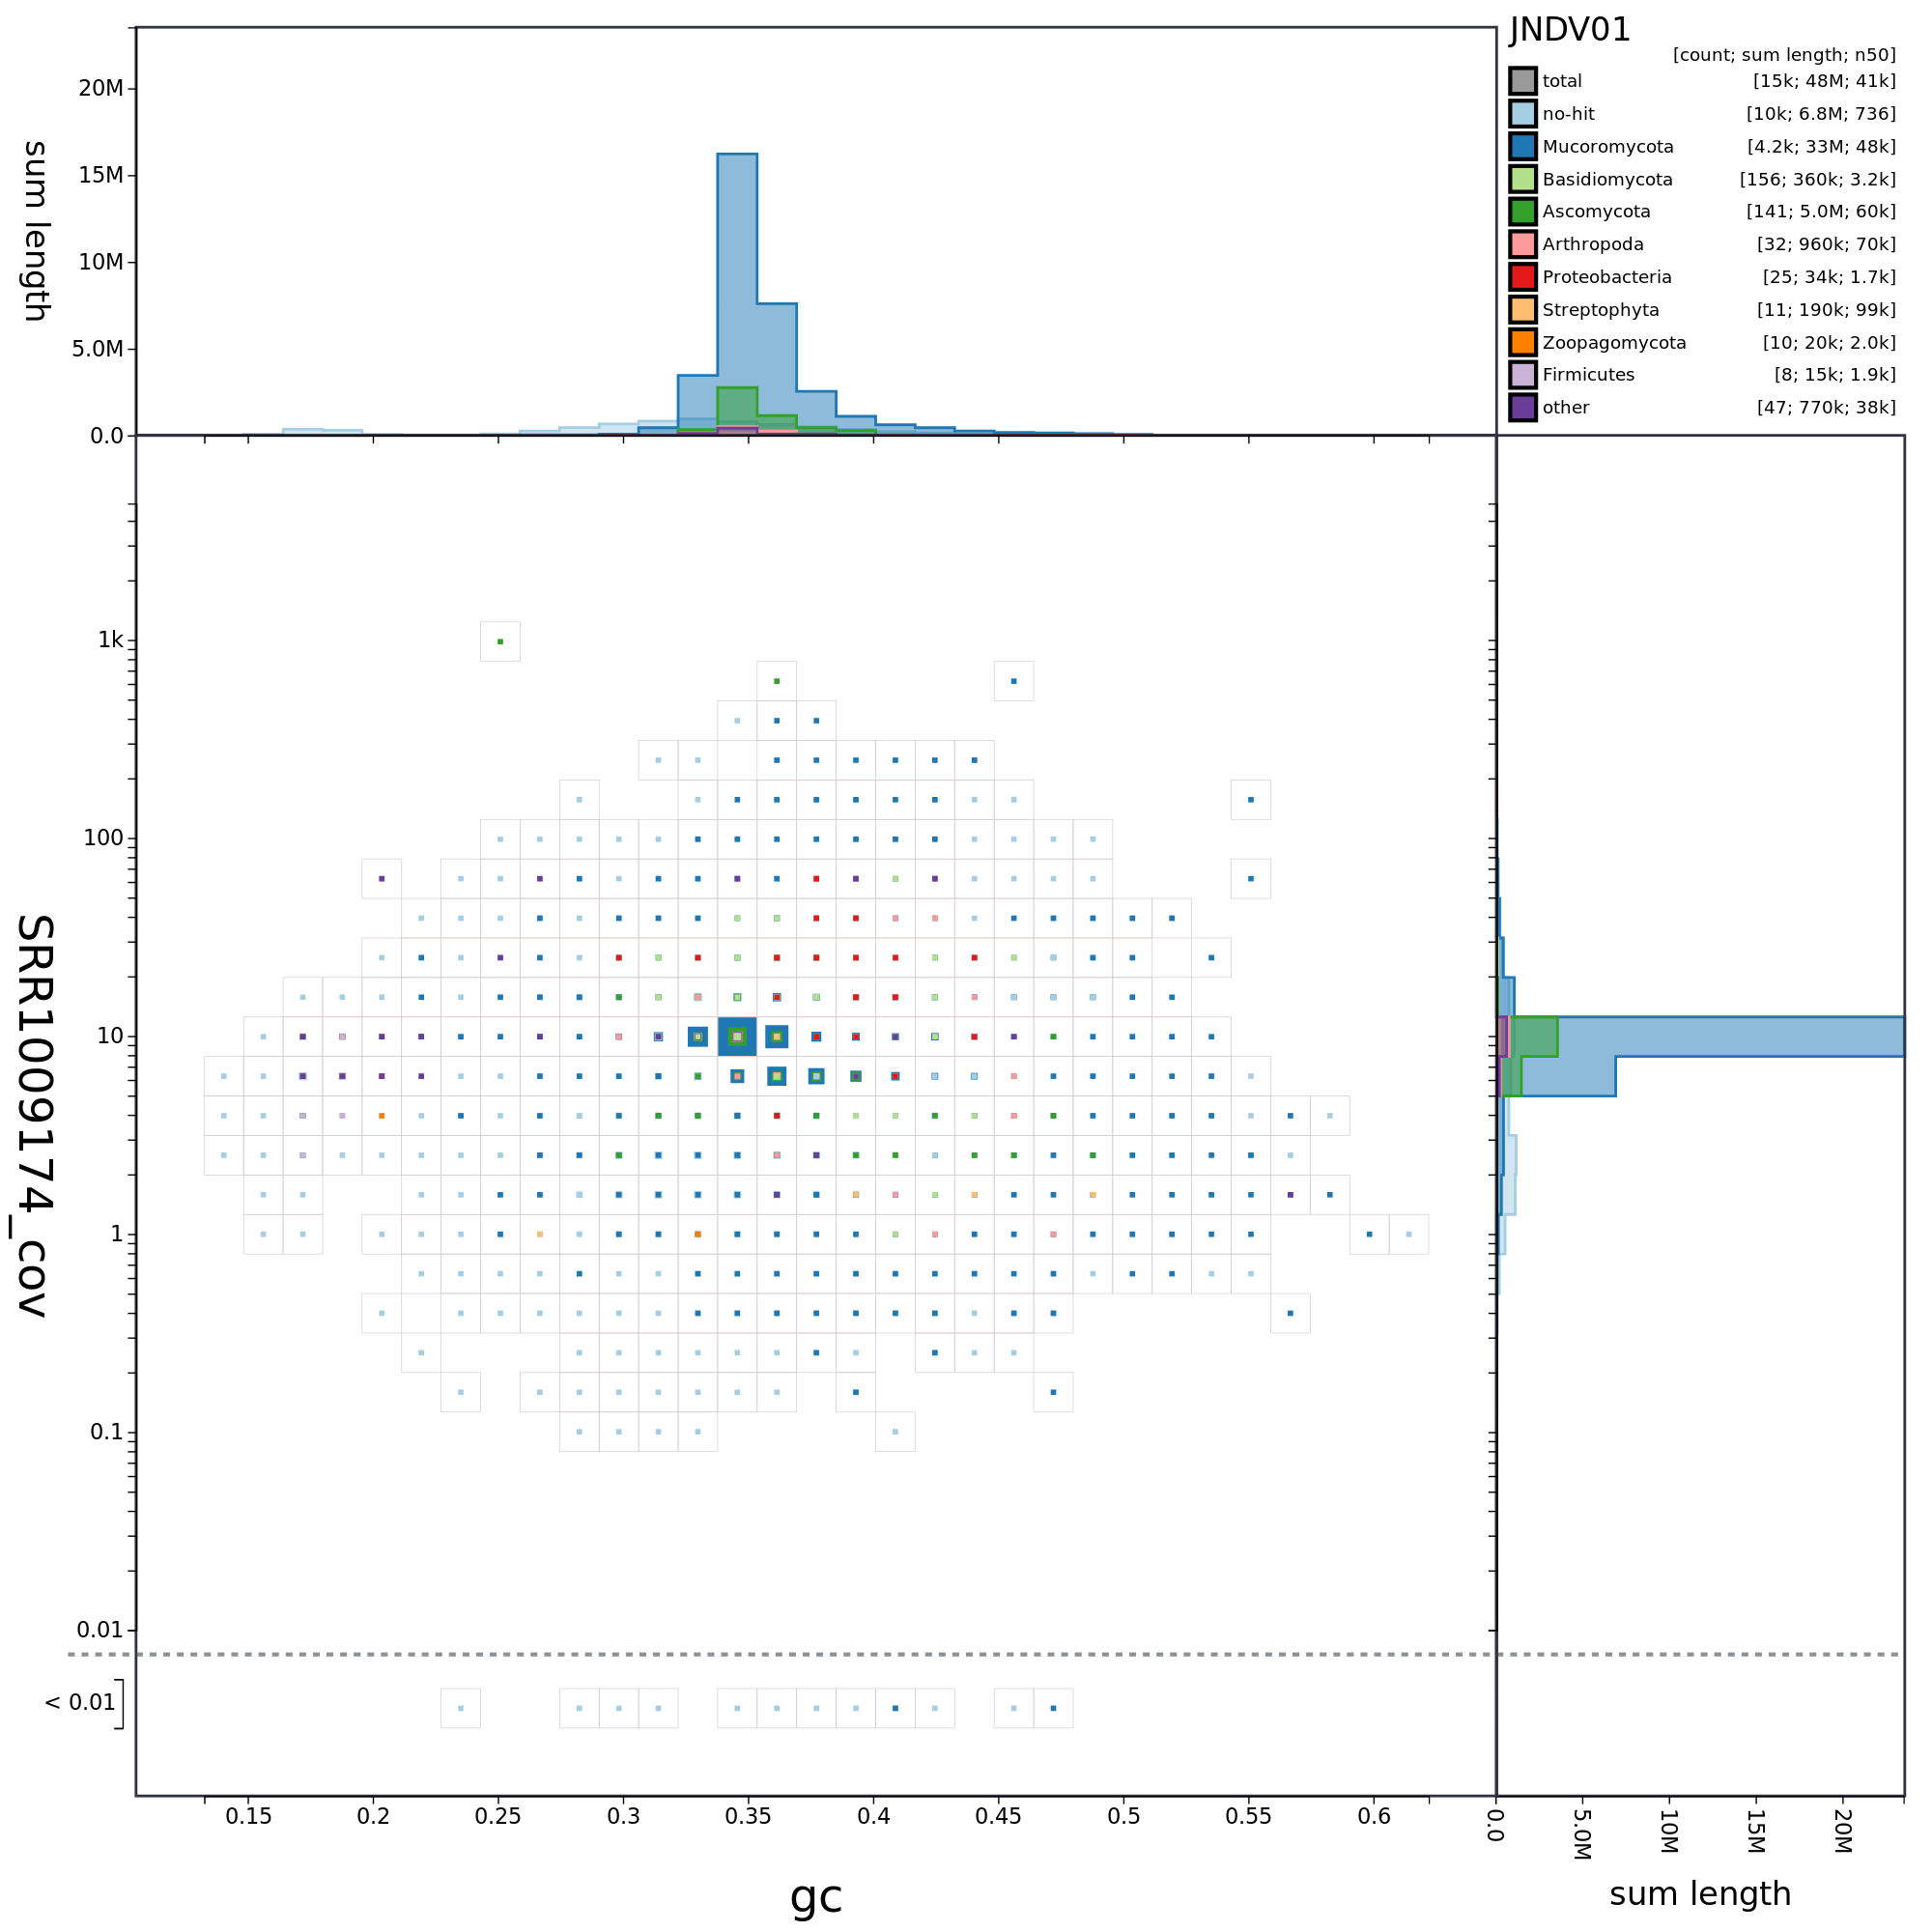 JNDV01
[count; sum length; n50]
total [15k; 48M; 41k]
no-hit [10k; 6.8M; 736]
Mucoromycota [4.2k; 33M; 48k]
Basidiomycota [156; 360k; 3.2k]
Ascomycota [141; 5.0M; 60k]
Arthropoda [32; 960k; 70k]
Proteobacteria [25; 34k; 1.7k]
Streptophyta [11; 190k; 99k]
Zoopagomycota [10; 20k; 2.0k]
Firmicutes [8; 15k; 1.9k]
other [47; 770k; 38k]
sum length
20M
15M
10M
5.0M
0.0
SRR1009174_cov
1k
100
10
1
0.1
0.01
< 0.01
0.15 0.2 0.25 0.3 0.35 0.4 0.45 0.5 0.55 0.6
gc
0.0 5.0M 10M 15M 20M
sum length